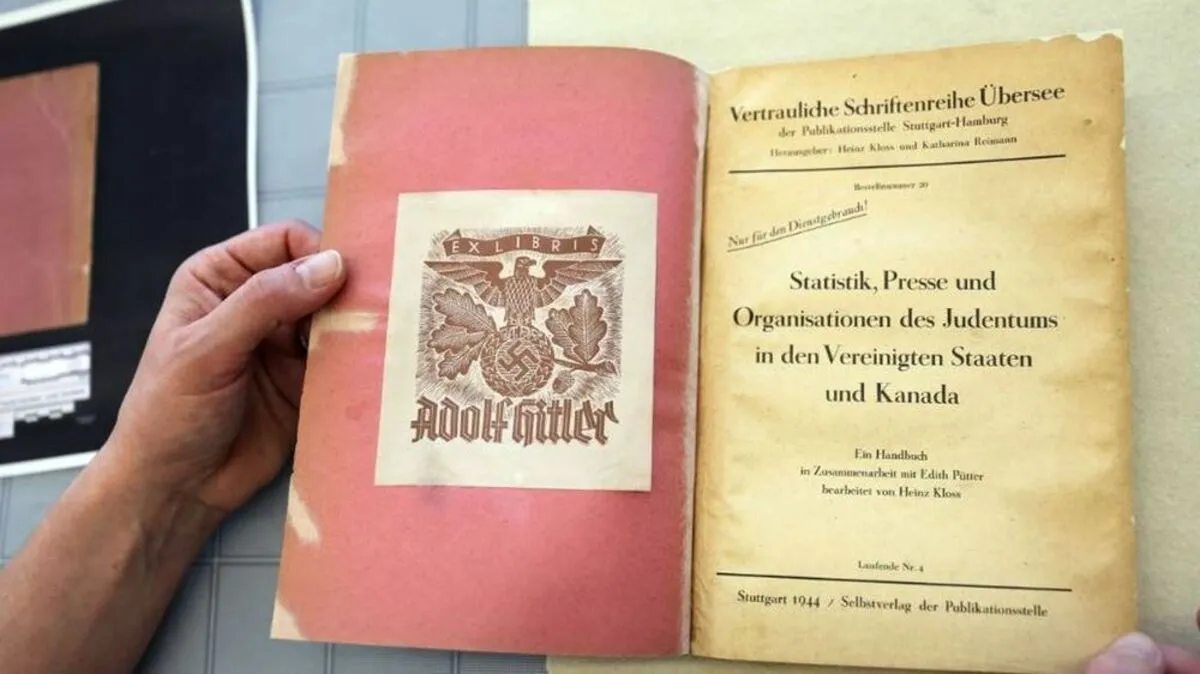 EX LIBRIS
Adolf Hitler
Vertrauliche Schriftenreihe Übersee
der Publikationsstelle Stuttgart-Hamburg
Herausgeber: Heinz Kloss und Katharina Reimann
Bestellnummer 20
Nur für den Dienstgebrauch!
Statistik, Presse und
Organisationen des Judentums
in den Vereinigten Staaten
und Kanada
Ein Handbuch
in Zusammenarbeit mit Edith Pütter
bearbeitet von Heinz Kloss
Laufende Nr. 4
Stuttgart 1944 / Selbstverlag der Publikationsstelle